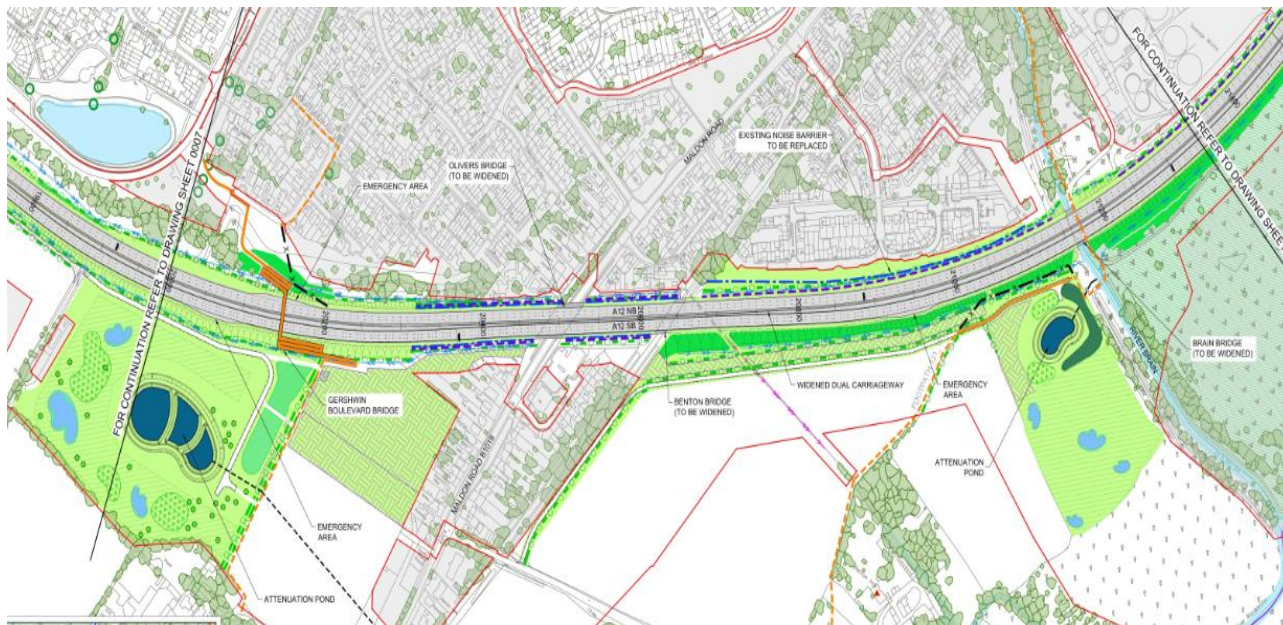 FOR CONTINUATION REFER TO DRAWING SHEET 0007
EMERGENCY AREA
OLIVERS BRIDGE
(TO BE WIDENED)
MALDON ROAD
EXISTING NOISE BARRIER
TO BE REPLACED
FOR CONTINUATION REFER TO DRAWING SHEE
A12 NB
A12 SB
GERSHWIN
BOULEVARD BRIDGE
MALDON ROAD B1019
BENTON BRIDGE
(TO BE WIDENED)
WIDENED DUAL CARRIAGEWAY
EMERGENCY
AREA
RIVER BRAIN
BRAIN BRIDGE
(TO BE WIDENED)
ATTENUATION
POND
EMERGENCY
AREA
ATTENUATION POND